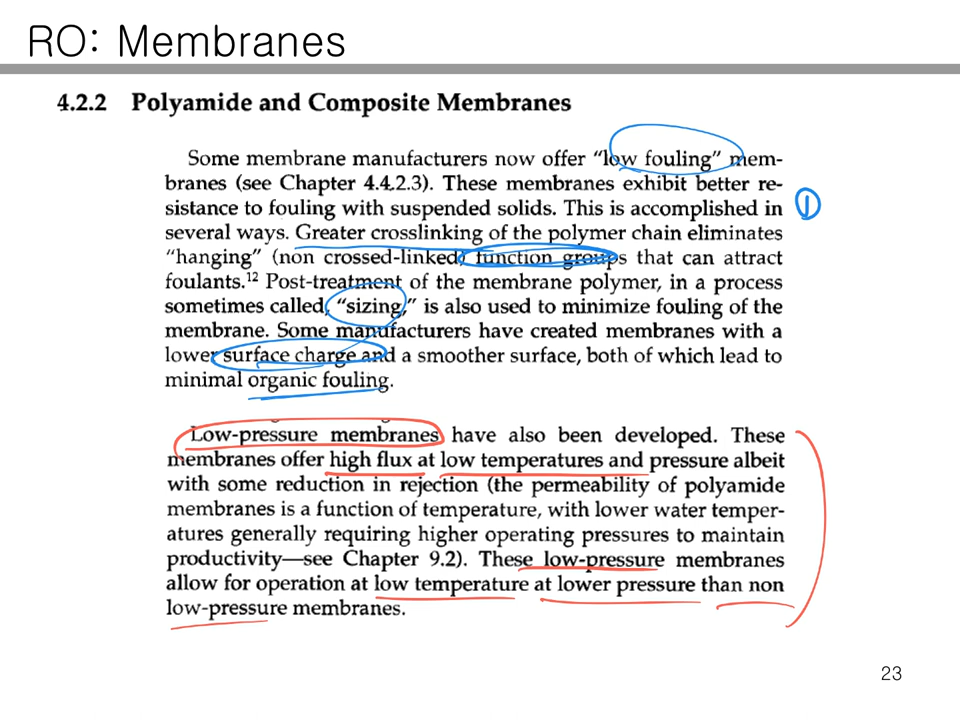 RO: Membranes
4.2.2 Polyamide and Composite Membranes
Some membrane manufacturers now offer “low fouling” mem-
branes (see Chapter 4.4.2.3). These membranes exhibit better re-
sistance to fouling with suspended solids. This is accomplished in
several ways. Greater crosslinking of the polymer chain eliminates
“hanging” (non crossed-linked) function groups that can attract
foulants.12 Post-treatment of the membrane polymer, in a process
sometimes called, “sizing,” is also used to minimize fouling of the
membrane. Some manufacturers have created membranes with a
lower surface charge and a smoother surface, both of which lead to
minimal organic fouling.
①
Low-pressure membranes have also been developed. These
membranes offer high flux at low temperatures and pressure albeit
with some reduction in rejection (the permeability of polyamide
membranes is a function of temperature, with lower water temper-
atures generally requiring higher operating pressures to maintain
productivity—see Chapter 9.2). These low-pressure membranes
allow for operation at low temperature at lower pressure than non
low-pressure membranes.
23